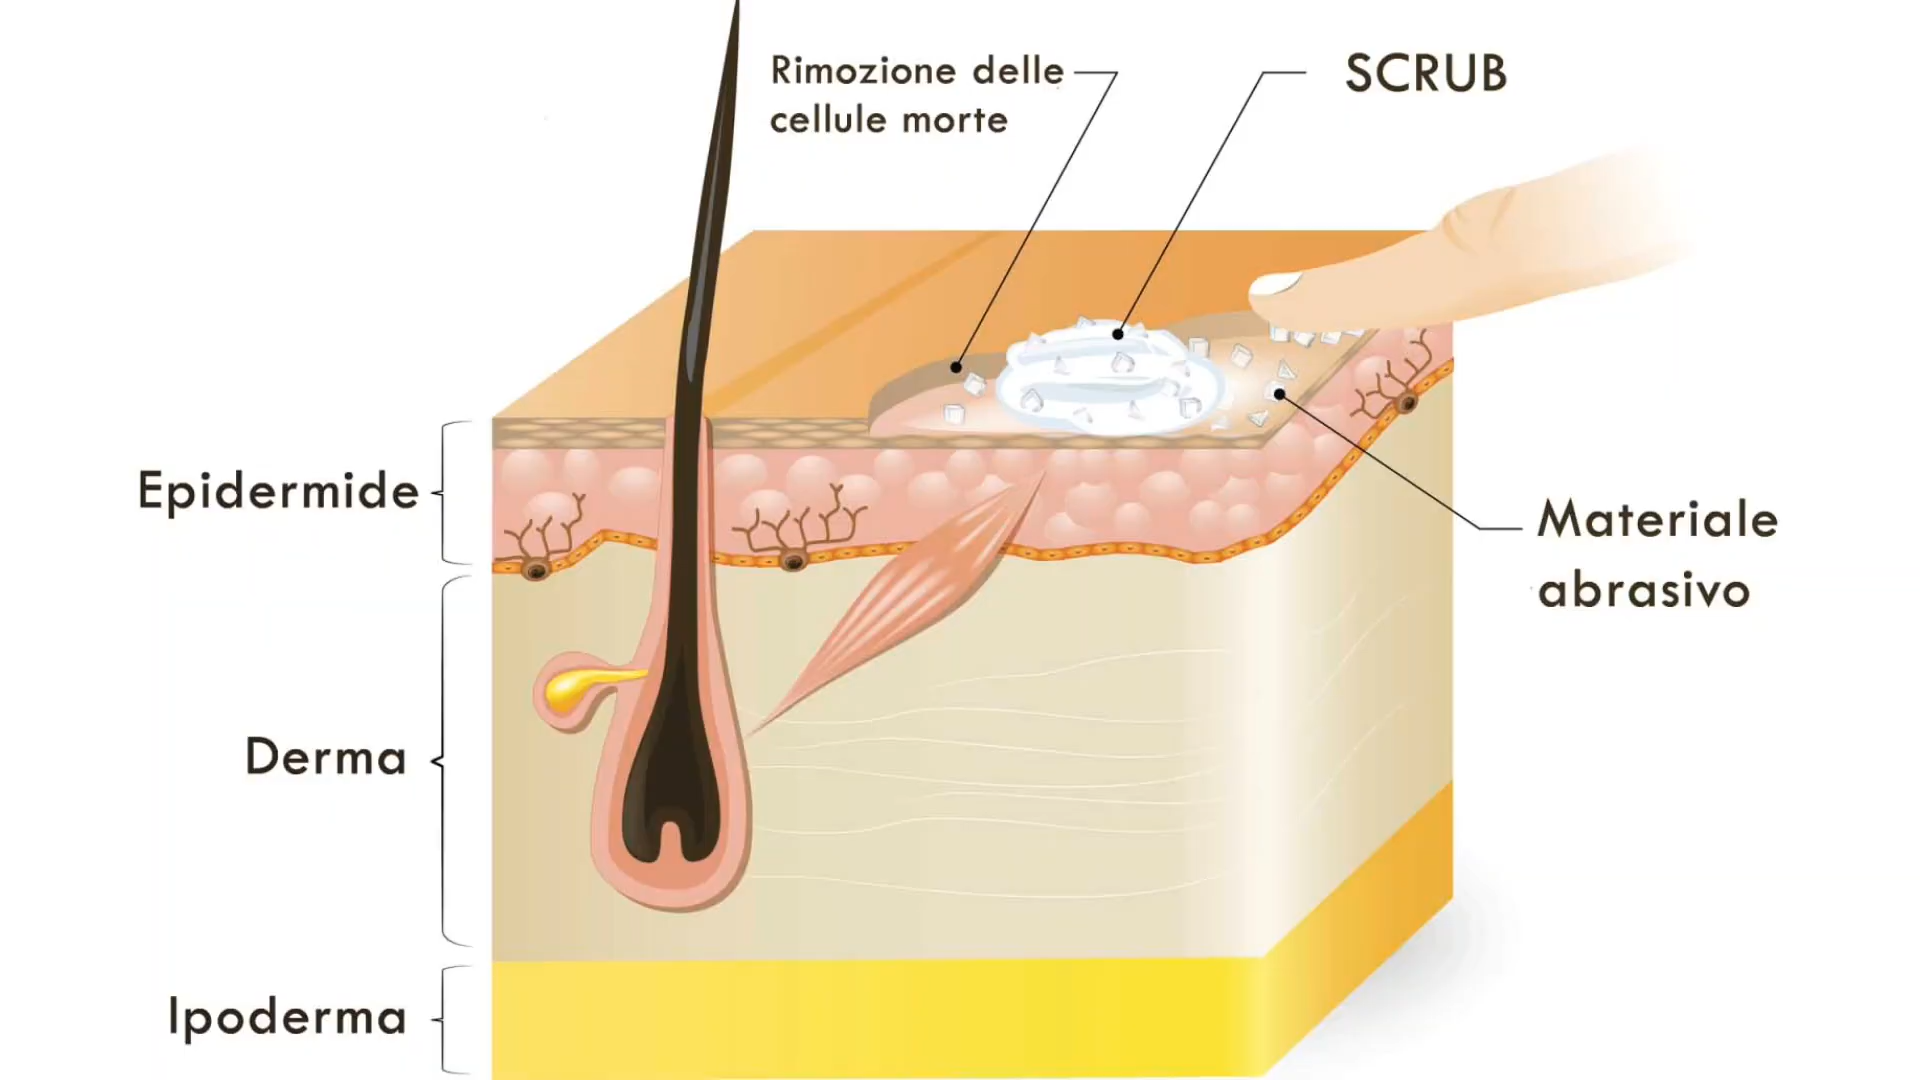 Rimozione delle
cellule morte
SCRUB
Epidermide
Materiale
abrasivo
Derma
Ipoderma